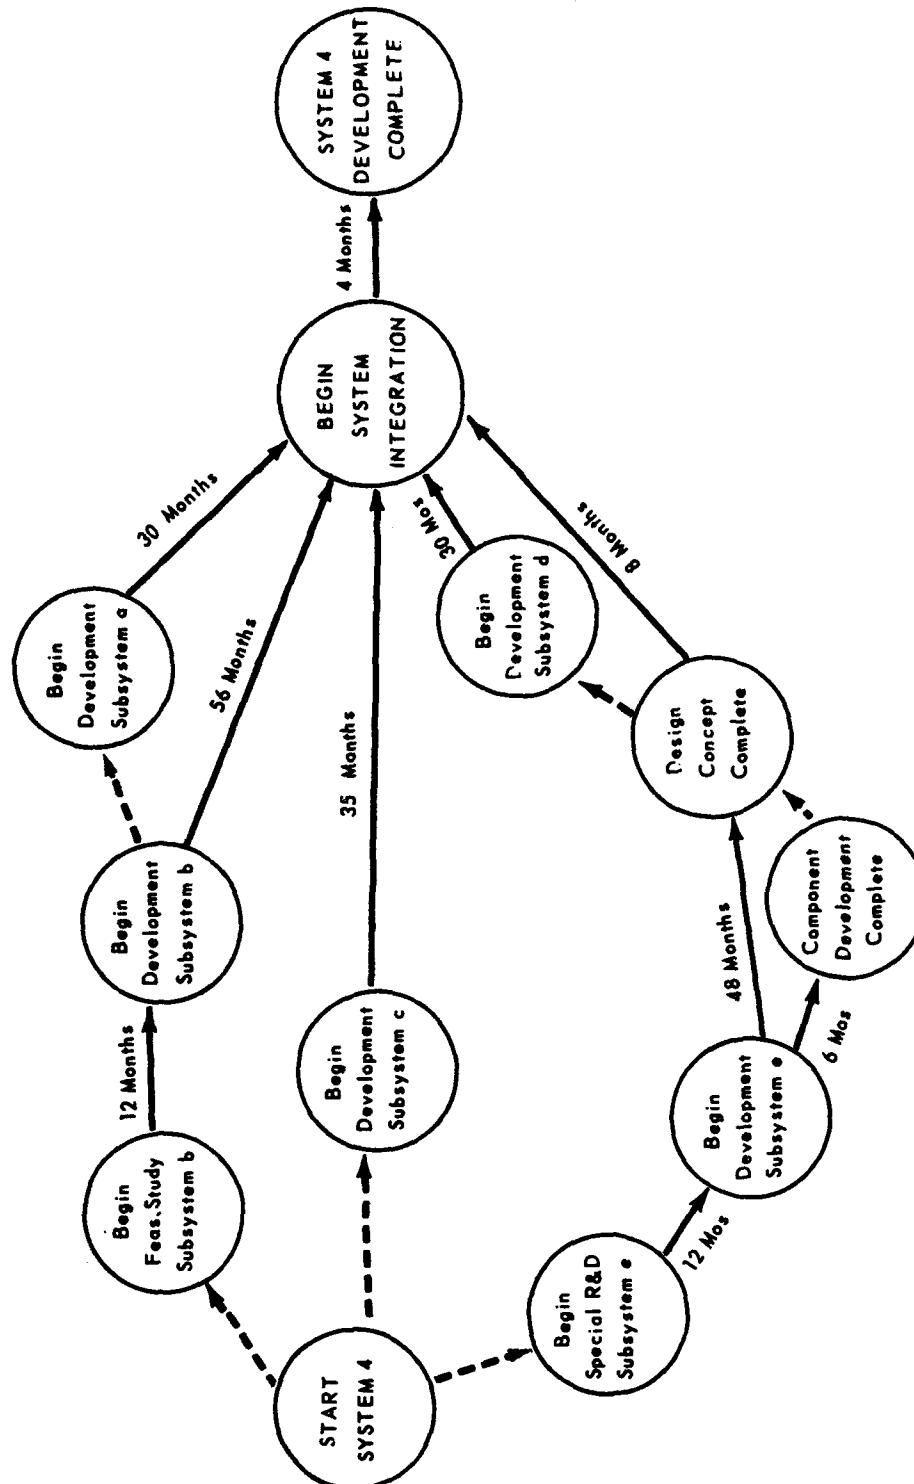 START
SYSTEM 4
Begin
Feas. Study
Subsystem b
12 Months
Begin
Development
Subsystem b
Begin
Development
Subsystem a
30 Months
56 Months
Begin
Development
Subsystem c
35 Months
Begin
Special R&D
Subsystem e
12 Mos
Begin
Development
Subsystem e
48 Months
6 Mos
Component
Development
Complete
Design
Concept
Complete
Begin
Development
Subsystem d
30 Mos
8 Months
BEGIN
SYSTEM
INTEGRATION
4 Months
SYSTEM 4
DEVELOPMENT
COMPLETE